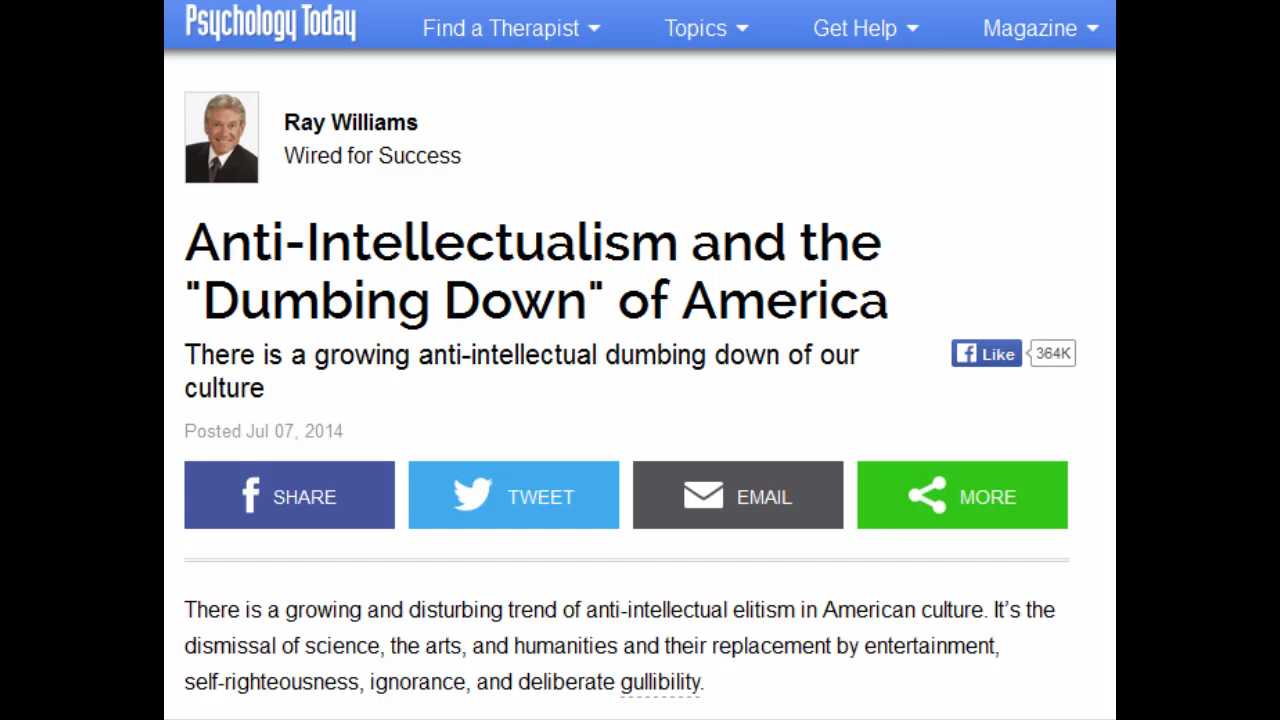 Psychology Today Find a Therapist Topics Get Help Magazine
Ray Williams
Wired for Success
Anti-Intellectualism and the
"Dumbing Down" of America
There is a growing anti-intellectual dumbing down of our
culture
Like 364K
Posted Jul 07, 2014
SHARE TWEET EMAIL MORE
There is a growing and disturbing trend of anti-intellectual elitism in American culture. It’s the
dismissal of science, the arts, and humanities and their replacement by entertainment,
self-righteousness, ignorance, and deliberate gullibility.